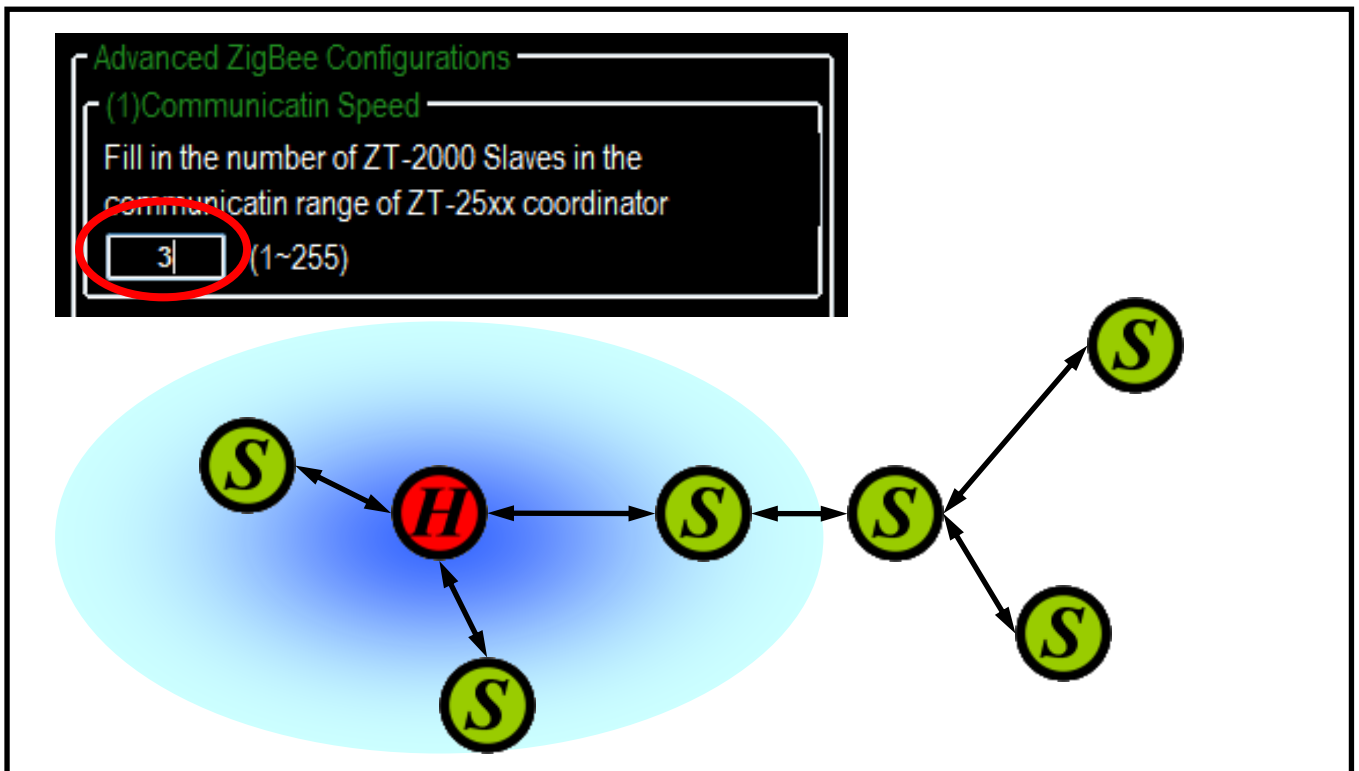 Advanced ZigBee Configurations
(1)Communicatin Speed
Fill in the number of ZT-2000 Slaves in the
communicatin range of ZT-25xx coordinator
3 (1~255)
S
S
H S S
S
S